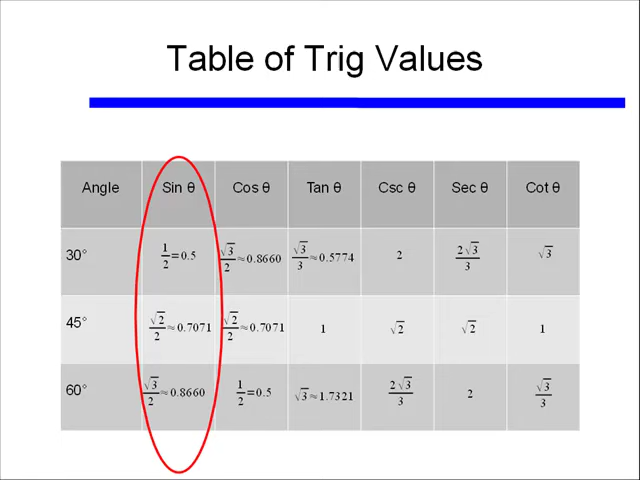 Table of Trig Values
Angle Sin θ Cos θ Tan θ Csc θ Sec θ Cot θ
30° 1/2=0.5 √3/2≈0.8660 √3/3≈0.5774 2 2√3/3 √3
45° √2/2≈0.7071 √2/2≈0.7071 1 √2 √2 1
60° √3/2≈0.8660 1/2=0.5 √3≈1.7321 2√3/3 2 √3/3